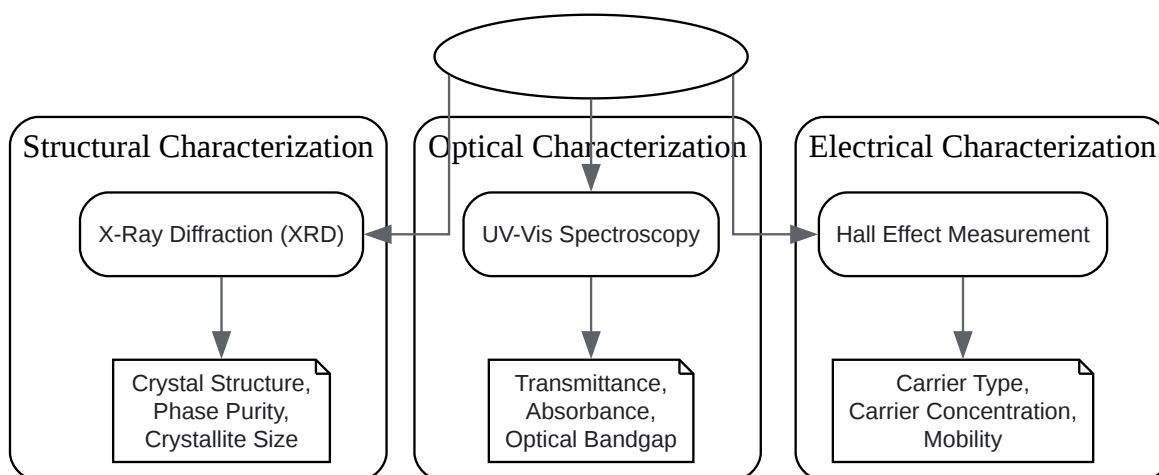 Structural Characterization
Optical Characterization
Electrical Characterization
X-Ray Diffraction (XRD)
UV-Vis Spectroscopy
Hall Effect Measurement
Crystal Structure,
Phase Purity,
Crystallite Size
Transmittance,
Absorbance,
Optical Bandgap
Carrier Type,
Carrier Concentration,
Mobility